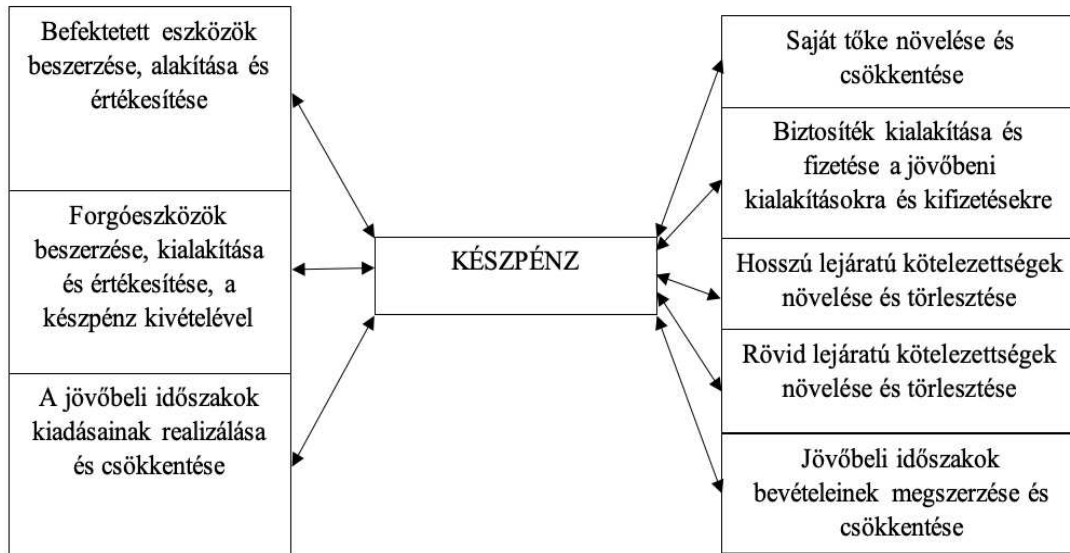 Befektetett eszközök
beszerzése, alakítása és
értékesítése
Forgóeszközök
beszerzése, kialakítása
és értékesítése, a
készpénz kivételével
A jövőbeli időszakok
kiadásainak realizálása
és csökkentése
KÉSZPÉNZ
Saját tőke növelése és
csökkentése
Biztosíték kialakítása és
fizetése a jövőbeni
kialakításokra és kifizetésekre
Hosszú lejáratú kötelezettségek
növelése és törlesztése
Rövid lejáratú kötelezettségek
növelése és törlesztése
Jövőbeli időszakok
bevételeinek megszerzése és
csökkentése